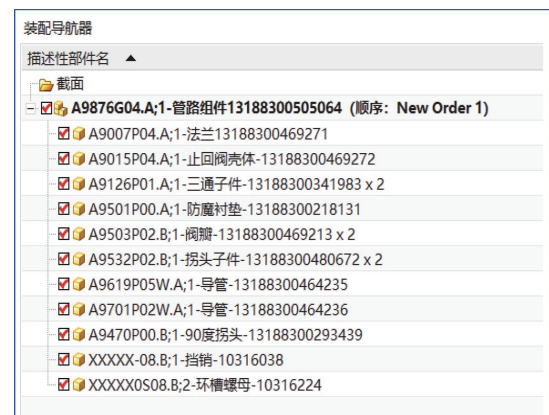 装配导航器
描述性部件名 ▲
截面
A9876G04.A;1-管路组件13188300505064 (顺序: New Order 1)
A9007P04.A;1-法兰13188300469271
A9015P04.A;1-止回阀壳体-13188300469272
A9126P01.A;1-三通子件-13188300341983 x 2
A9501P00.A;1-防魔衬垫-13188300218131
A9503P02.B;1-阀瓣-13188300469213 x 2
A9532P02.B;1-拐头子件-13188300480672 x 2
A9619P05W.A;1-导管-13188300464235
A9701P02W.A;1-导管-13188300464236
A9470P00.B;1-90度拐头-13188300293439
XXXXX-08.B;1-挡销-10316038
XXXXX0S08.B;2-环槽螺母-10316224